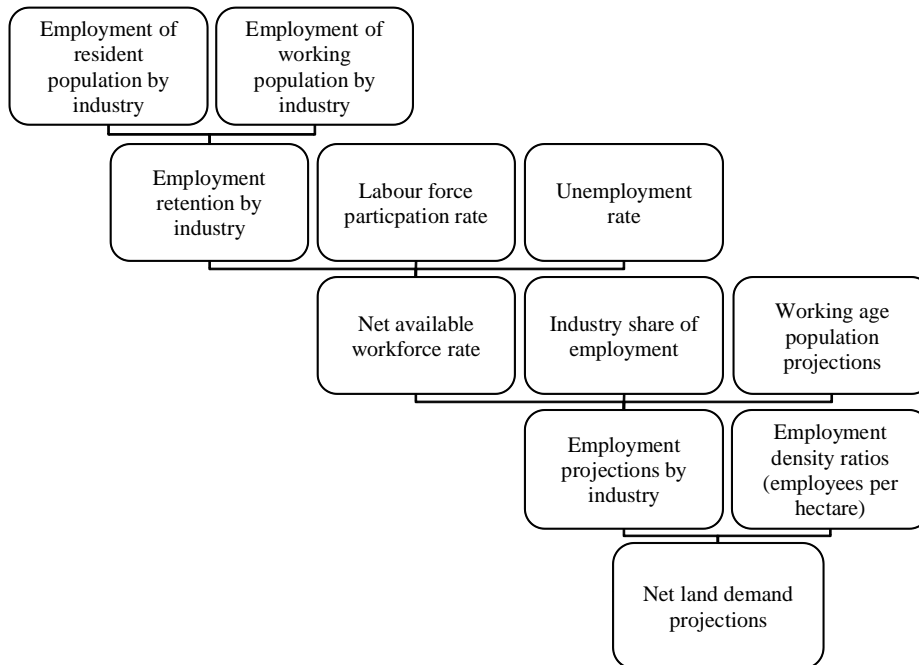 Employment of
resident
population by
industry
Employment of
working
population by
industry
Employment
retention by
industry
Labour force
particpation rate
Unemployment
rate
Net available
workforce rate
Industry share of
employment
Working age
population
projections
Employment
projections by
industry
Employment
density ratios
(employees per
hectare)
Net land demand
projections